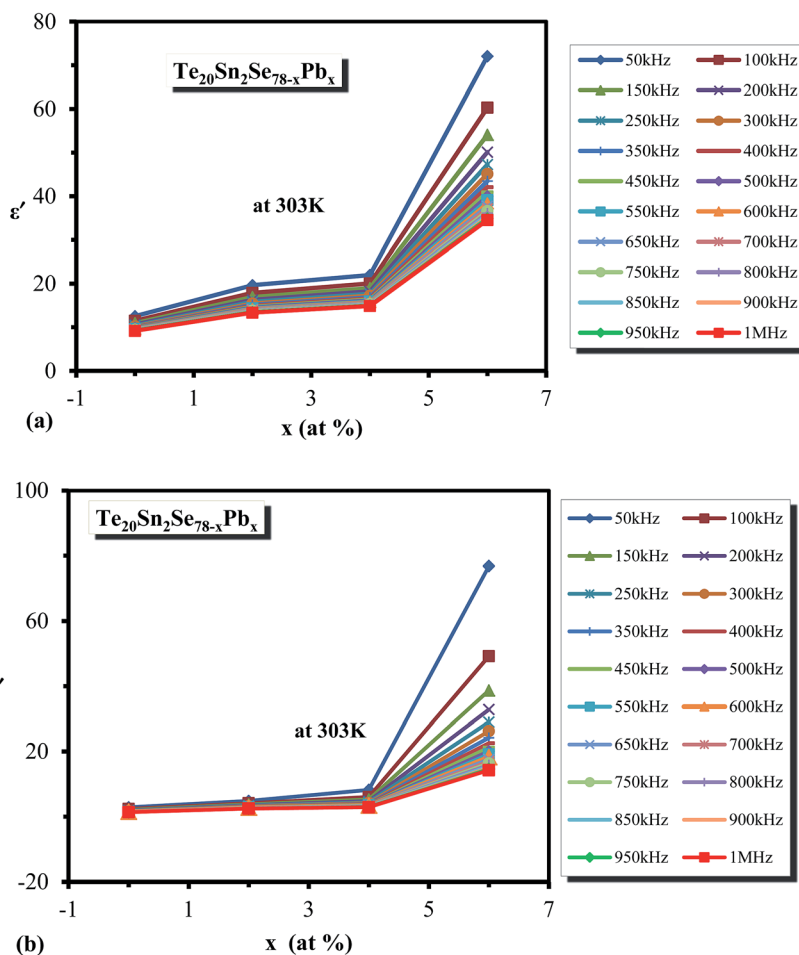 80
60
40
20
0
ε′
Te20Sn2Se78-xPbx
at 303K
-1 1 3 5 7
x (at %)
(a)
50kHz 100kHz
150kHz 200kHz
250kHz 300kHz
350kHz 400kHz
450kHz 500kHz
550kHz 600kHz
650kHz 700kHz
750kHz 800kHz
850kHz 900kHz
950kHz 1MHz
100
60
20
-20
Te20Sn2Se78-xPbx
at 303K
-1 1 3 5 7
x (at %)
(b)
50kHz 100kHz
150kHz 200kHz
250kHz 300kHz
350kHz 400kHz
450kHz 500kHz
550kHz 600kHz
650kHz 700kHz
750kHz 800kHz
850kHz 900kHz
950kHz 1MHz